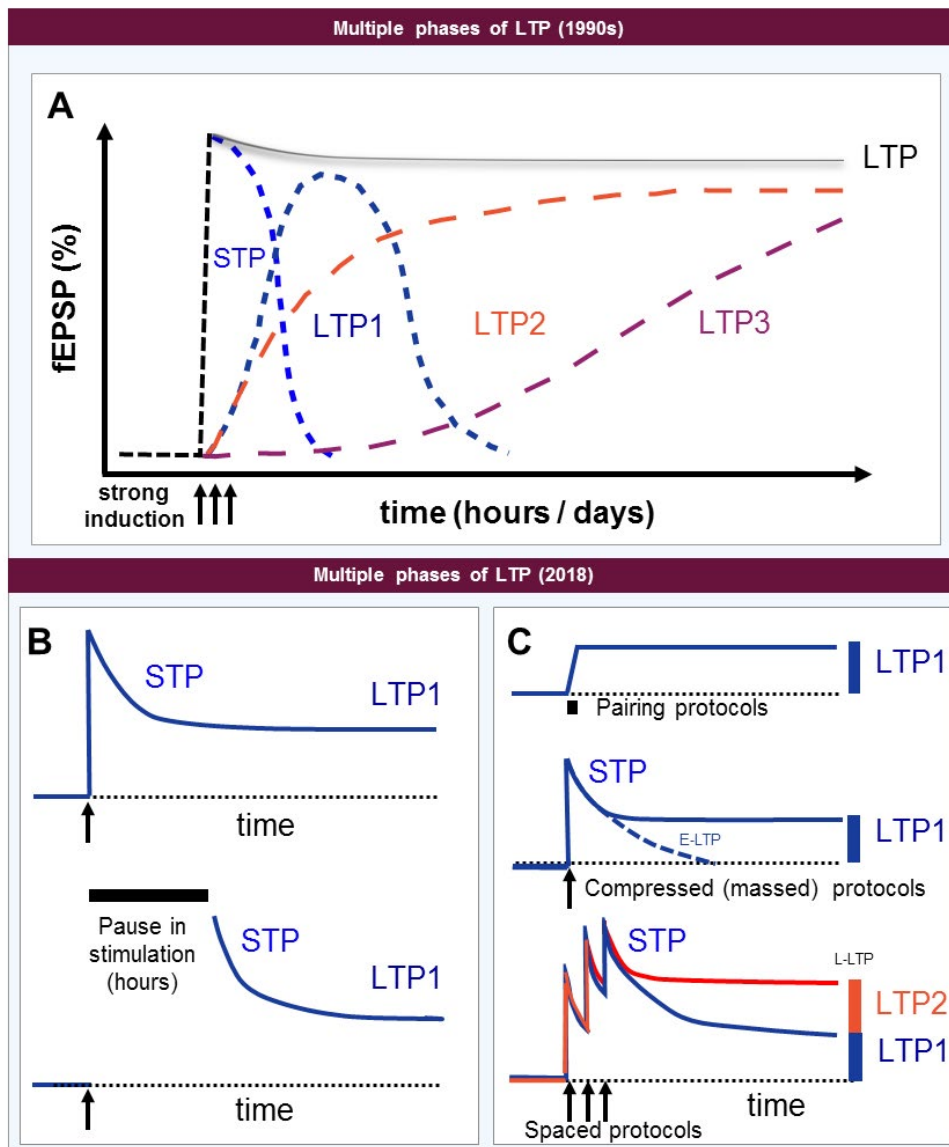 Multiple phases of LTP (1990s)
A
fEPSP (%)
LTP
STP
LTP1
LTP2
LTP3
strong
induction
time (hours / days)
Multiple phases of LTP (2018)
B
STP
LTP1
time
Pause in
stimulation
(hours)
STP
LTP1
C
LTP1
Pairing protocols
STP
E-LTP
LTP1
Compressed (massed) protocols
STP
L-LTP
LTP2
LTP1
time
Spaced protocols